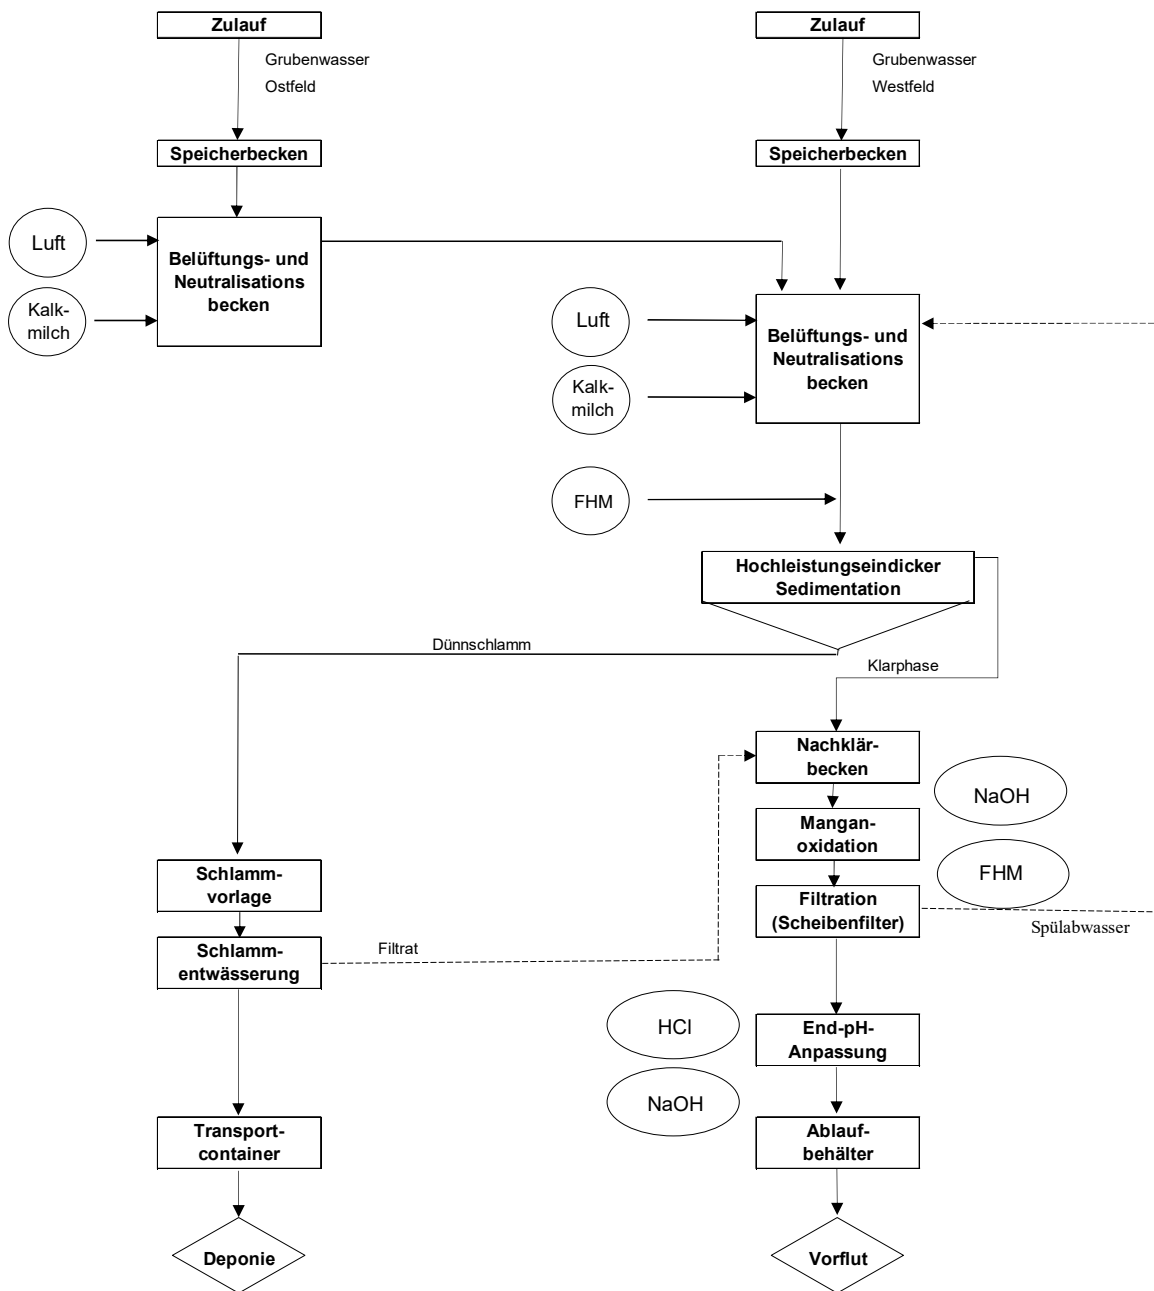 Zulauf
Zulauf
Grubenwasser
Ostfeld
Grubenwasser
Westfeld
Speicherbecken
Speicherbecken
Luft
Belüftungs- und
Neutralisations
becken
Kalk-
milch
Luft
Belüftungs- und
Neutralisations
becken
Kalk-
milch
FHM
Hochleistungseindicker
Sedimentation
Dünnschlamm
Klarphase
Nachklär-
becken
NaOH
Mangan-
oxidation
FHM
Schlamm-
vorlage
Filtration
(Scheibenfilter)
Spülabwasser
Schlamm-
entwässerung
Filtrat
HCl
End-pH-
Anpassung
NaOH
Transport-
container
Ablauf-
behälter
Deponie
Vorflut